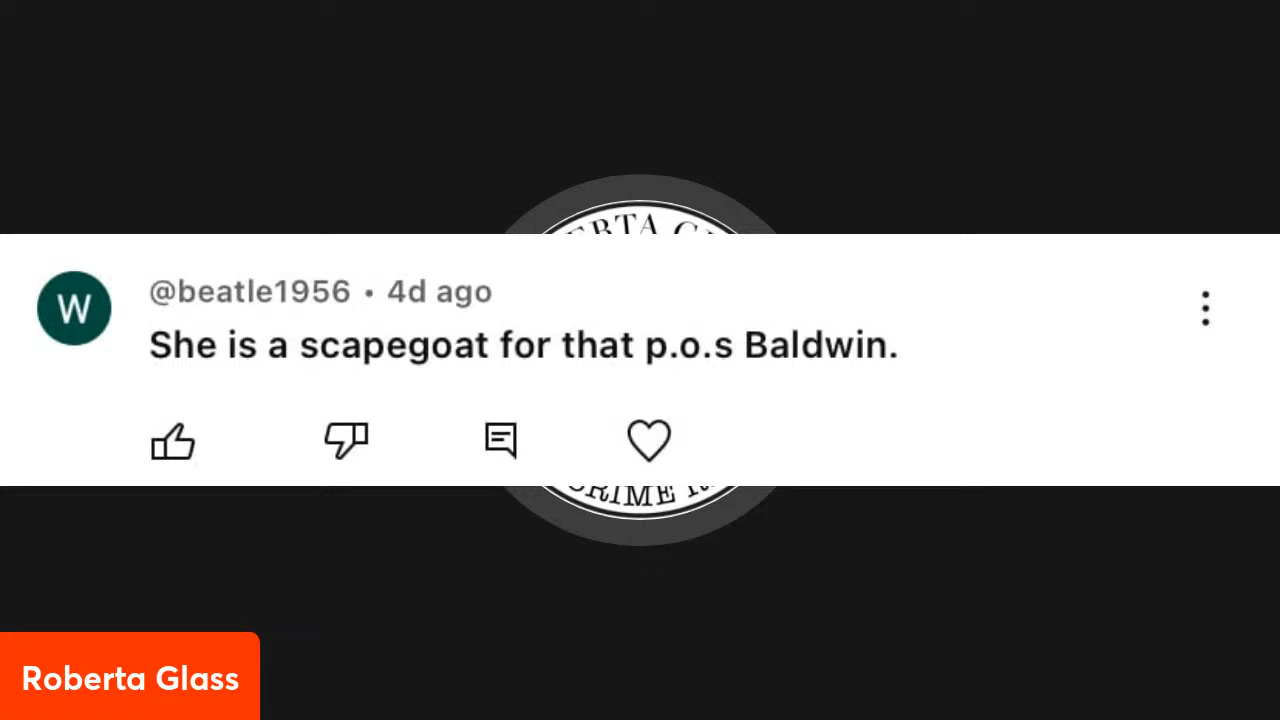 @beatle1956 • 4d ago
W
She is a scapegoat for that p.o.s Baldwin.
Roberta Glass